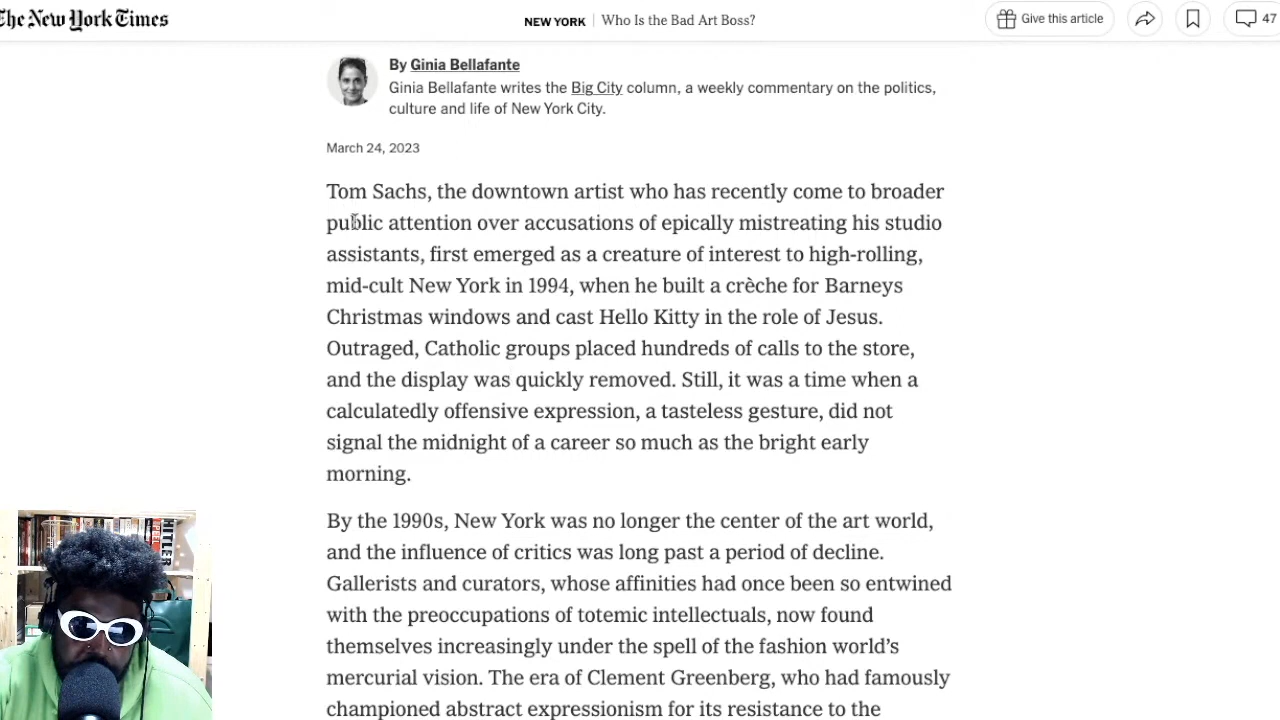 The New York Times
NEW YORK | Who Is the Bad Art Boss?
Give this article
47
By Ginia Bellafante
Ginia Bellafante writes the Big City column, a weekly commentary on the politics,
culture and life of New York City.
March 24, 2023
Tom Sachs, the downtown artist who has recently come to broader
public attention over accusations of epically mistreating his studio
assistants, first emerged as a creature of interest to high-rolling,
mid-cult New York in 1994, when he built a crèche for Barneys
Christmas windows and cast Hello Kitty in the role of Jesus.
Outraged, Catholic groups placed hundreds of calls to the store,
and the display was quickly removed. Still, it was a time when a
calculatedly offensive expression, a tasteless gesture, did not
signal the midnight of a career so much as the bright early
morning.
By the 1990s, New York was no longer the center of the art world,
and the influence of critics was long past a period of decline.
Gallerists and curators, whose affinities had once been so entwined
with the preoccupations of totemic intellectuals, now found
themselves increasingly under the spell of the fashion world's
mercurial vision. The era of Clement Greenberg, who had famously
championed abstract expressionism for its resistance to the
HITLER